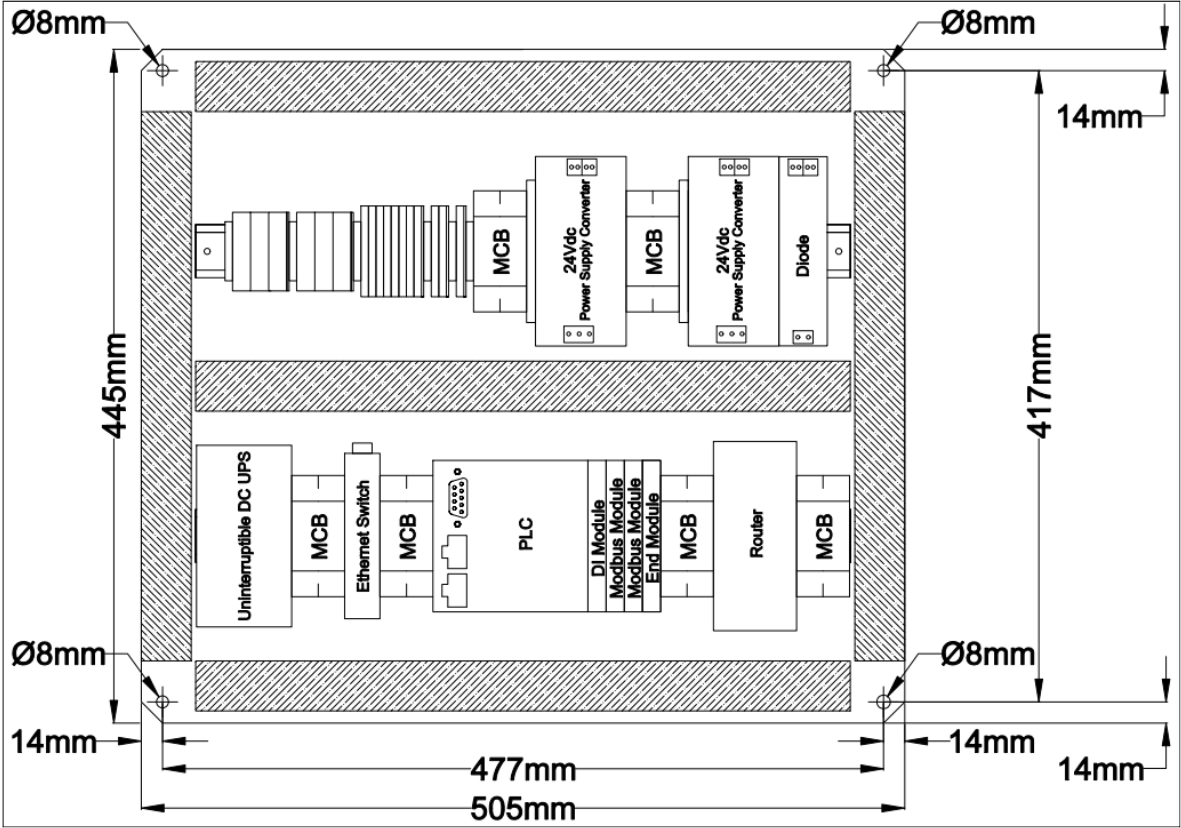 Ø8mm
Ø8mm
14mm
MCB
24Vdc
Power Supply Converter
MCB
24Vdc
Power Supply Converter
Diode
445mm
417mm
Uninterruptible DC UPS
MCB
Ethernet Switch
MCB
PLC
DI Module
Modbus Module
Modbus Module
End Module
MCB
Router
MCB
Ø8mm
Ø8mm
14mm
14mm
14mm
477mm
505mm